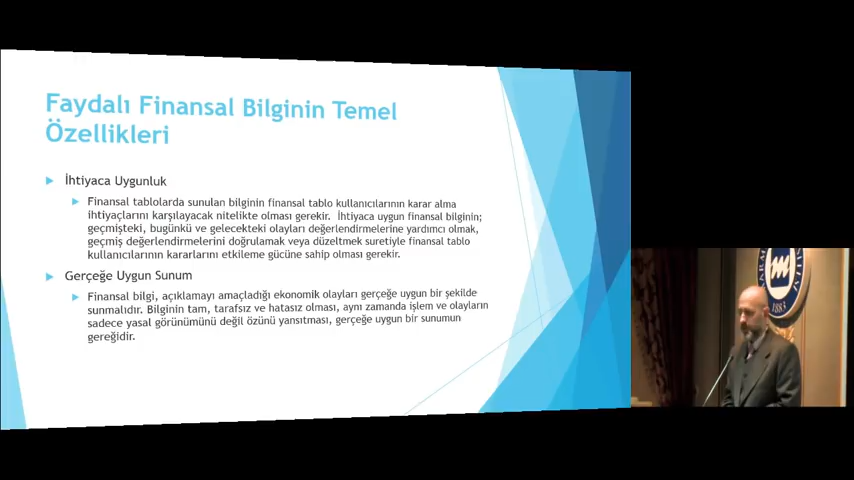 Faydalı Finansal Bilginin Temel
Özellikleri
İhtiyaca Uygunluk
Finansal tablolarda sunulan bilginin finansal tablo kullanıcılarının karar alma
ihtiyaçlarını karşılayacak nitelikte olması gerekir. İhtiyaca uygun finansal bilginin;
geçmişteki, bugünkü ve gelecekteki olayları değerlendirmelerine yardımcı olmak,
geçmiş değerlendirmelerini doğrulamak veya düzeltmek suretiyle finansal tablo
kullanıcılarının kararlarını etkileme gücüne sahip olması gerekir.
Gerçeğe Uygun Sunum
Finansal bilgi, açıklamayı amaçladığı ekonomik olayları gerçeğe uygun bir şekilde
sunmalıdır. Bilginin tam, tarafsız ve hatasız olması, aynı zamanda işlem ve olayların
sadece yasal görünümünü değil özünü yansıtması, gerçeğe uygun bir sunumun
gereğidir.
1883